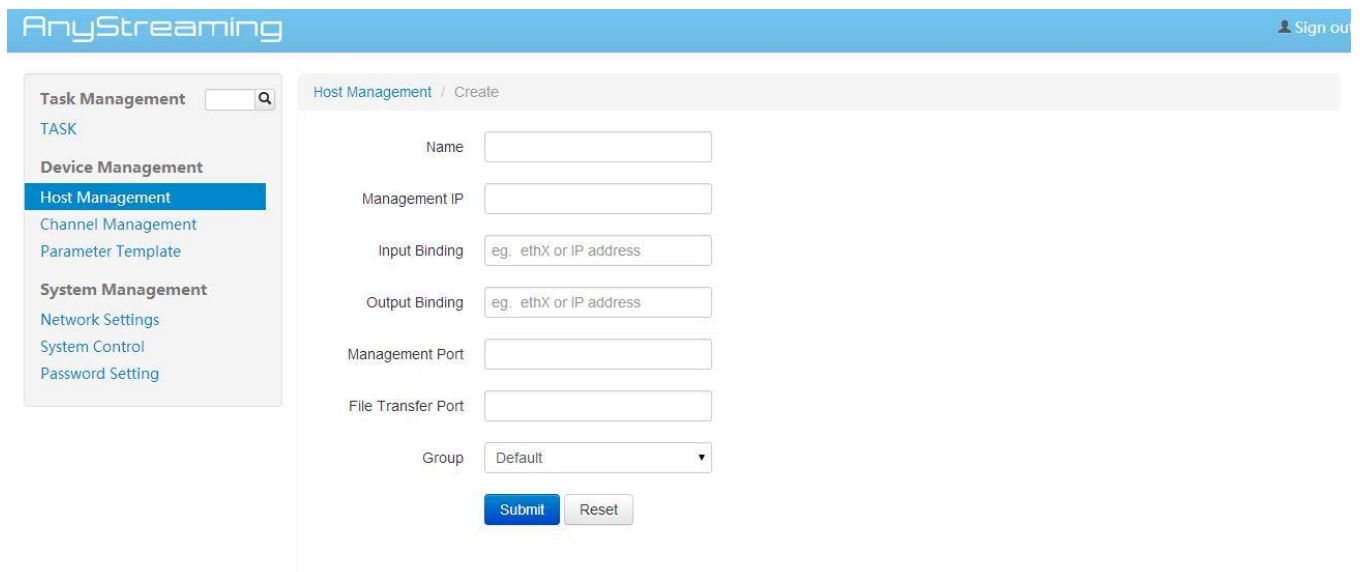 AnyStreaming
Sign out
Task Management
TASK
Device Management
Host Management
Channel Management
Parameter Template
System Management
Network Settings
System Control
Password Setting
Host Management / Create
Name
Management IP
Input Binding eg. ethX or IP address
Output Binding eg. ethX or IP address
Management Port
File Transfer Port
Group Default
Submit Reset